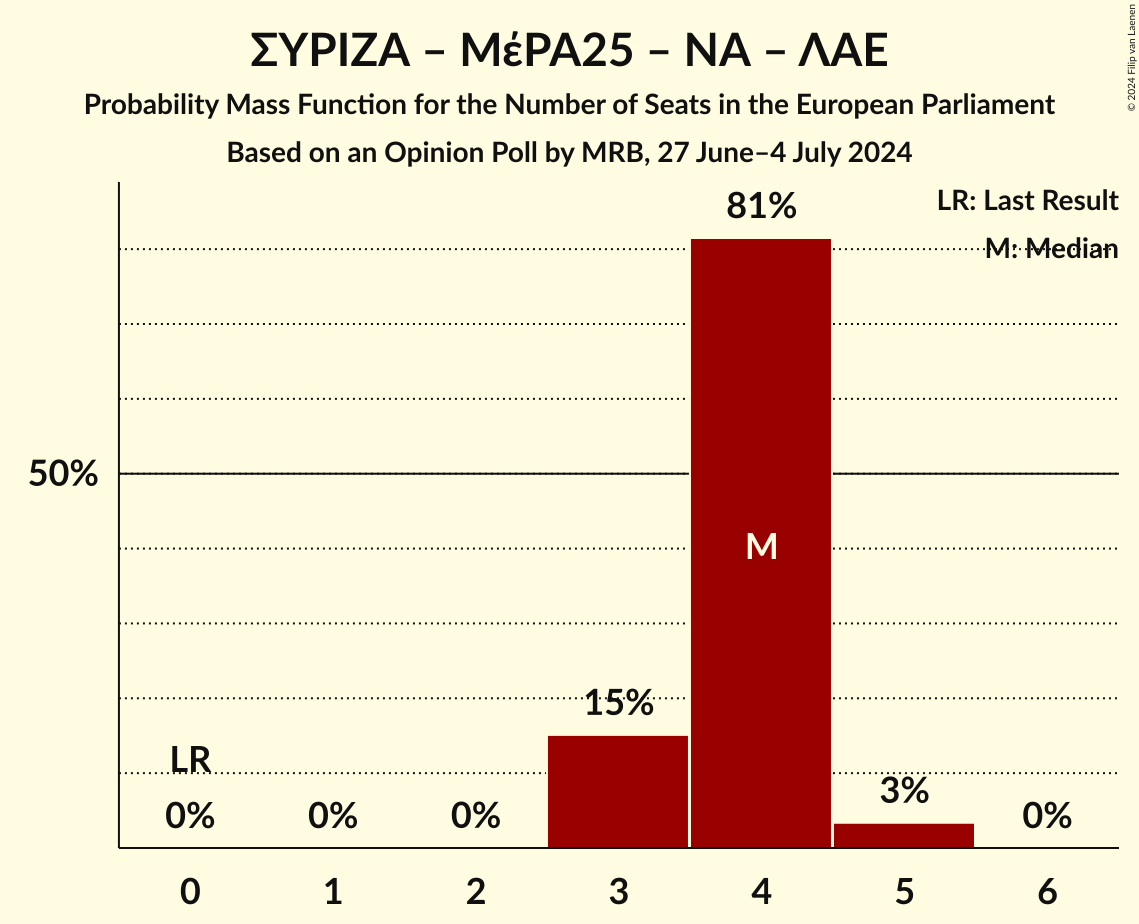 ΣΥΡΙΖΑ – ΜέΡΑ25 – ΝΑ – ΛΑΕ
Probability Mass Function for the Number of Seats in the European Parliament
Based on an Opinion Poll by MRB, 27 June–4 July 2024
© 2024 Filip van Laenen
LR: Last Result
M: Median
81%
50%
M
15%
LR
3%
0% 0% 0% 0%
0 1 2 3 4 5 6